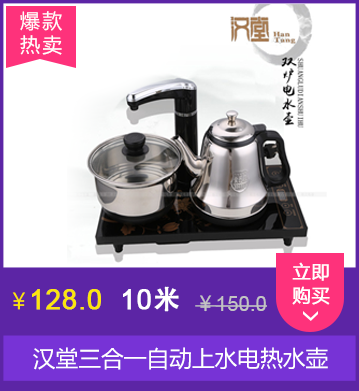 爆款
热卖
汉堂
Han
Tang
双炉电水壶
SHUANGLUDIANSHUIHU
¥128.0 10米 ¥150.0
立即
购买
汉堂三合一自动上水电热水壶